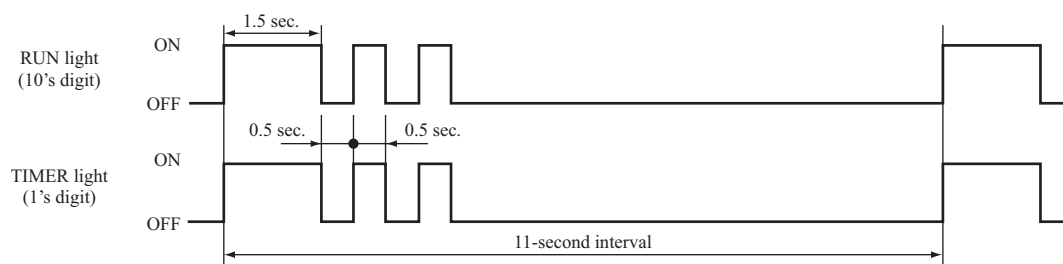 1.5 sec.
RUN light
(10’s digit)
ON
OFF
0.5 sec.
0.5 sec.
TIMER light
(1’s digit)
ON
OFF
11-second interval